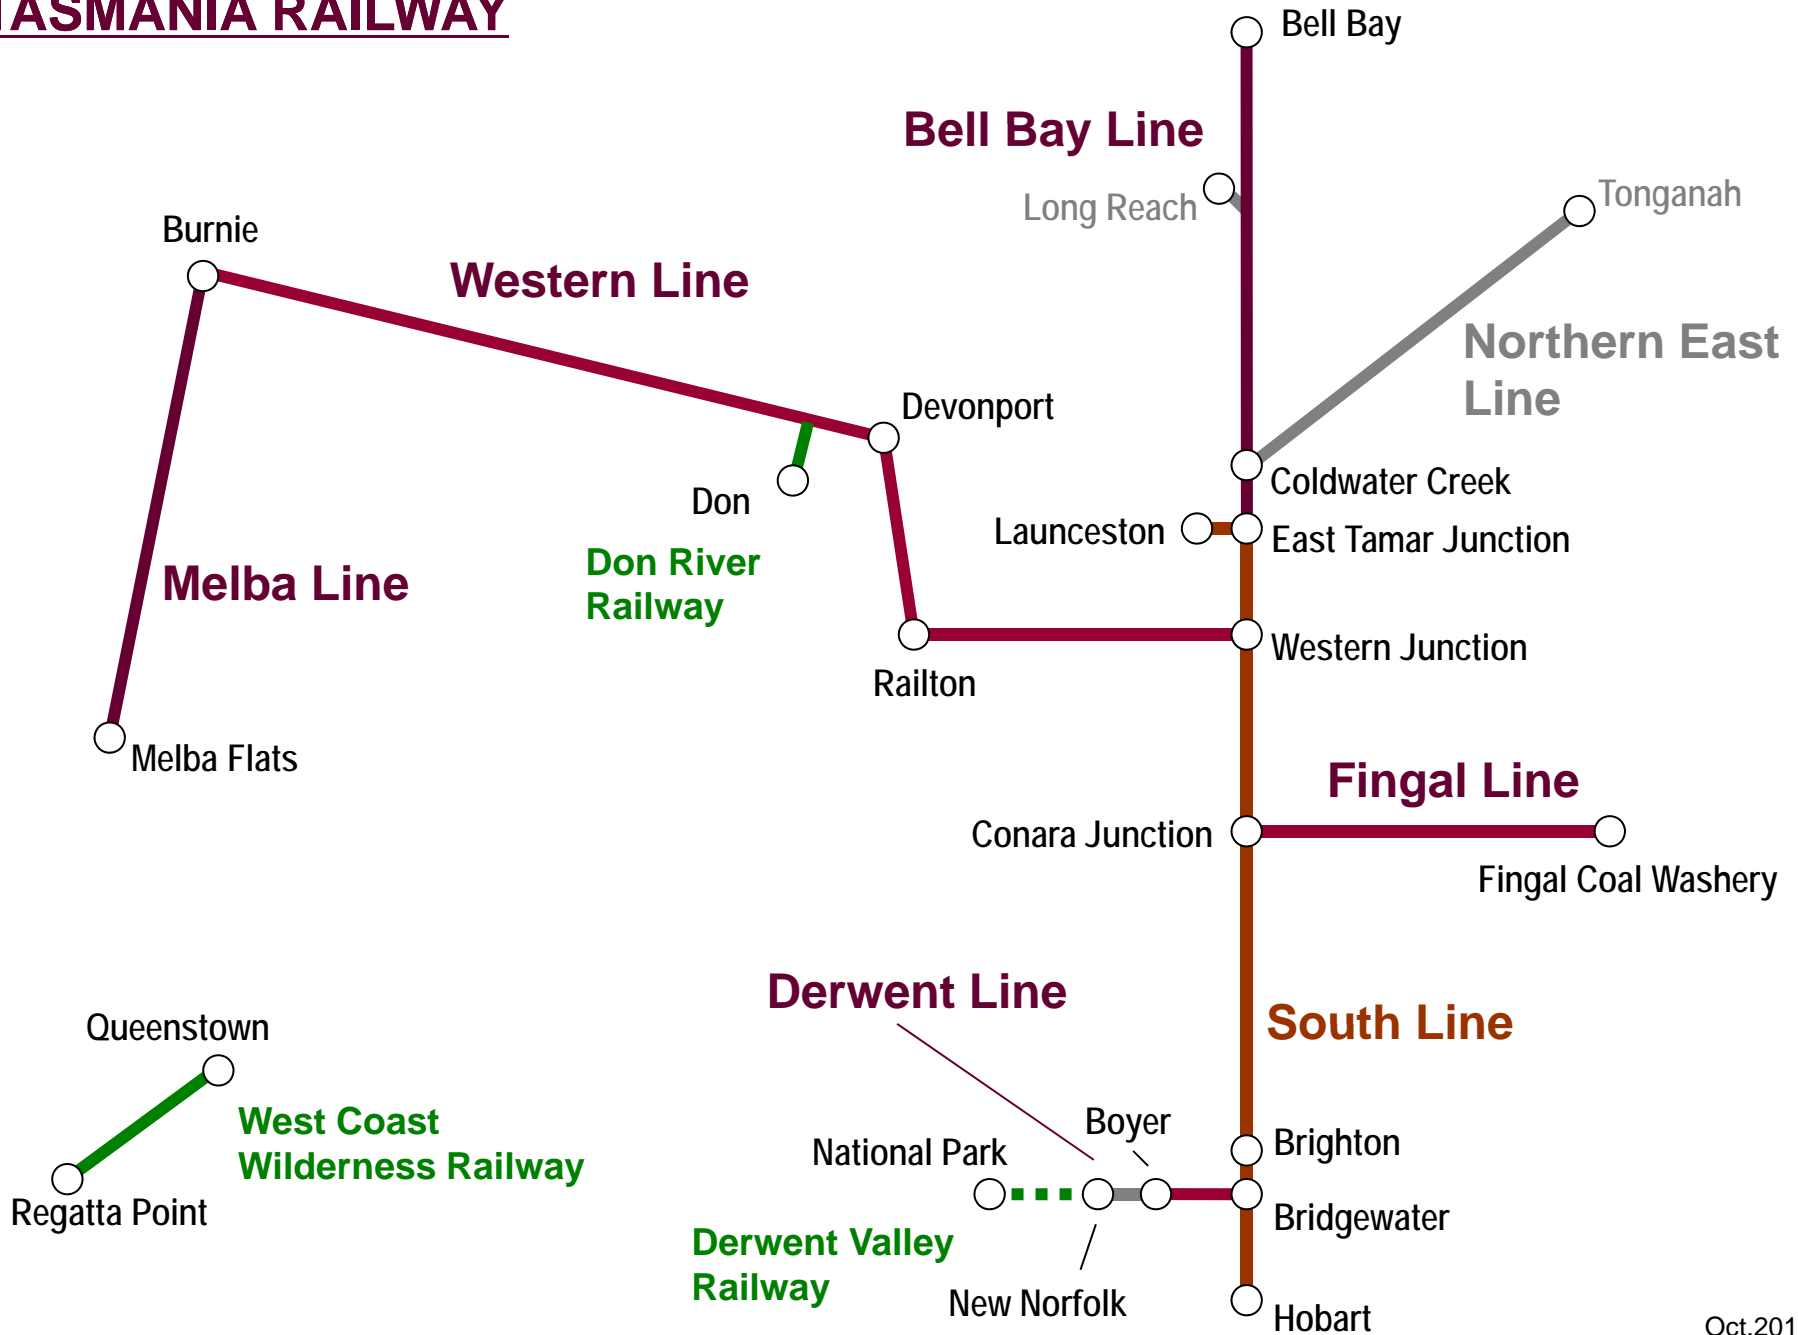 TASMANIA RAILWAY
Bell Bay
Bell Bay Line
Long Reach
Tonganah
Burnie
Western Line
Northern East
Line
Devonport
Coldwater Creek
Don
Launceston
East Tamar Junction
Don River
Railway
Melba Line
Western Junction
Railton
Melba Flats
Fingal Line
Conara Junction
Fingal Coal Washery
Derwent Line
South Line
Queenstown
West Coast
Wilderness Railway
Boyer
National Park
Brighton
Regatta Point
Bridgewater
Derwent Valley
Railway
New Norfolk
Hobart
Oct.201